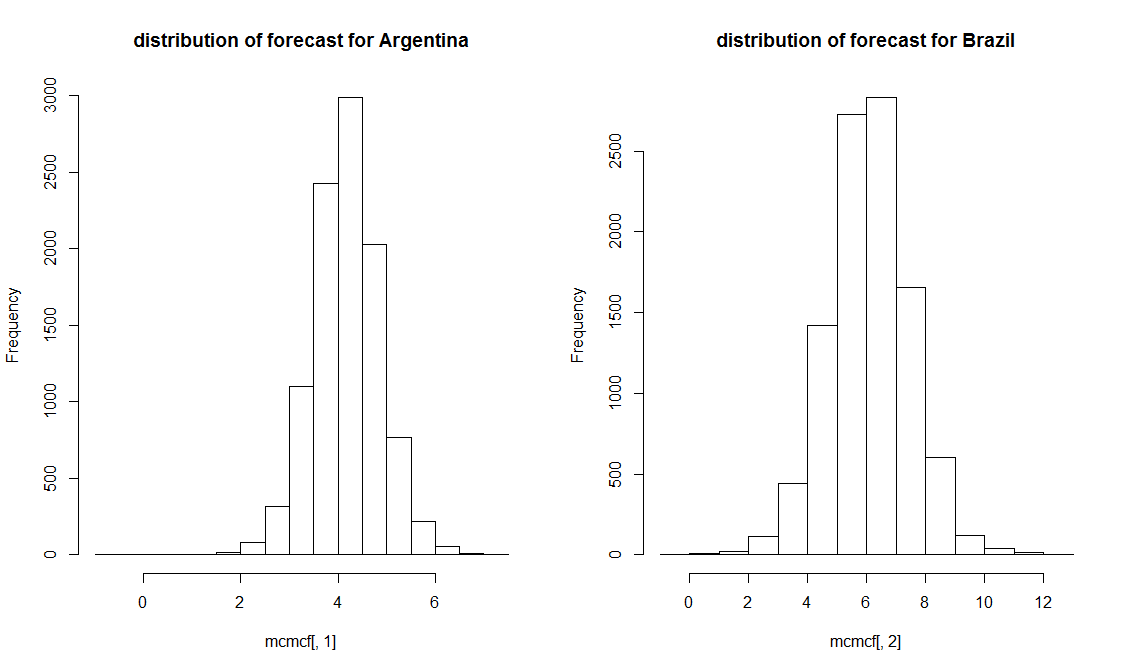 distribution of forecast for Argentina
Frequency
3000
2500
2000
1500
1000
500
0
0 2 4 6
mcmcf[, 1]
distribution of forecast for Brazil
Frequency
2500
2000
1500
1000
500
0
0 2 4 6 8 10 12
mcmcf[, 2]